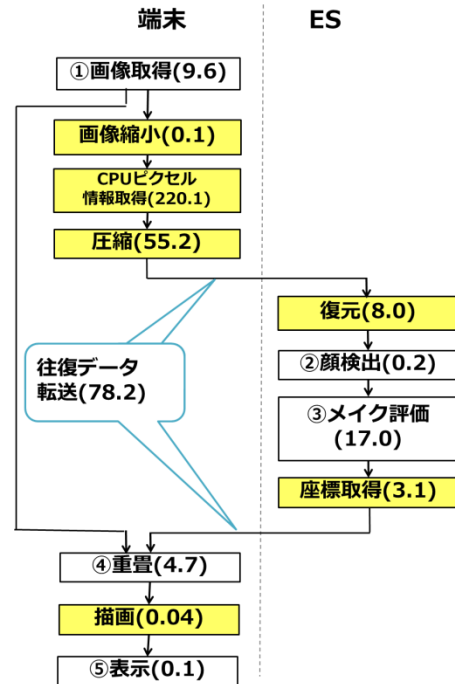 端末
ES
①画像取得(9.6)
画像縮小(0.1)
CPUピクセル
情報取得(220.1)
圧縮(55.2)
復元(8.0)
②顔検出(0.2)
往復データ
転送(78.2)
③メイク評価
(17.0)
座標取得(3.1)
④重畳(4.7)
描画(0.04)
⑤表示(0.1)